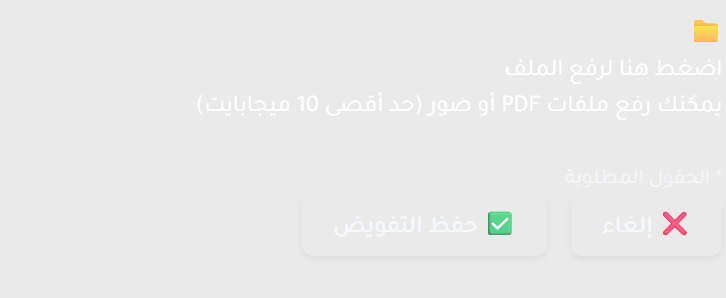 اضغط هنا لرفع الملف
يمكنك رفع ملفات PDF أو صور (حد أقصى 10 ميجابايت)
* الحقول المطلوبة
إلغاء
حفظ التفويض